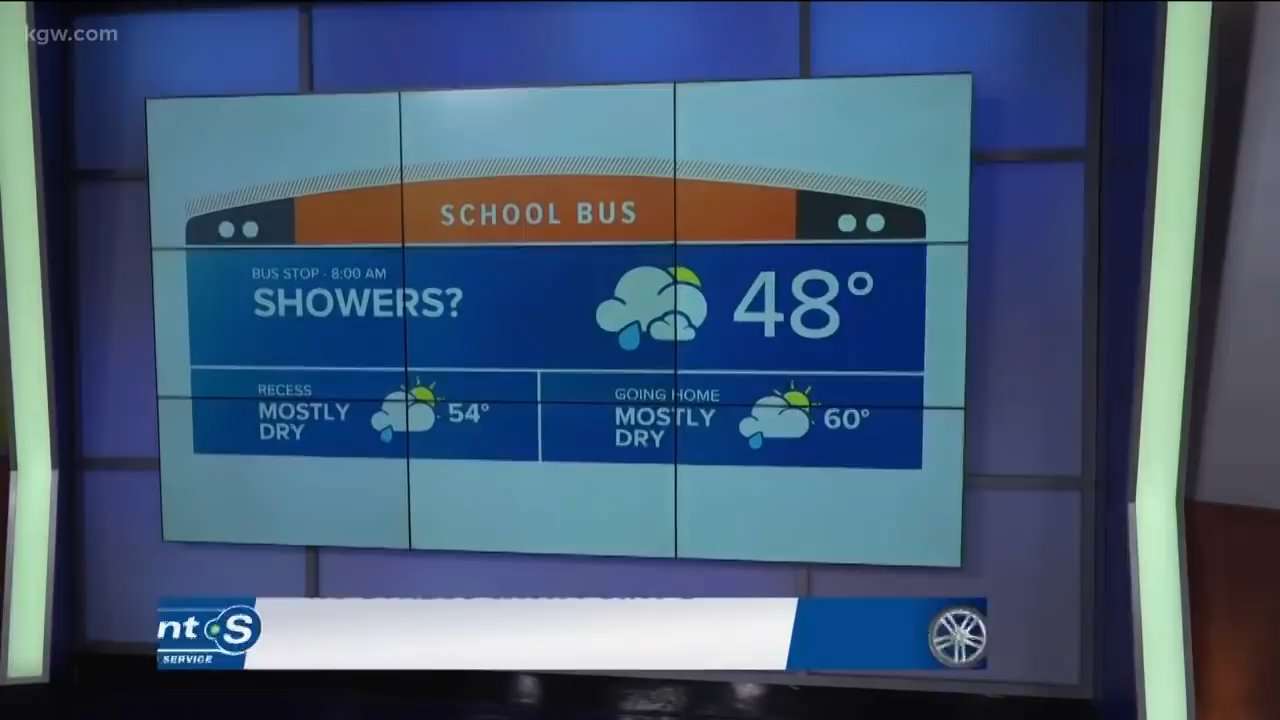 kgw.com
SCHOOL BUS
BUS STOP - 8:00 AM
SHOWERS?
48°
RECESS
MOSTLY
DRY
54°
GOING HOME
MOSTLY
DRY
60°
nt S
SERVICE